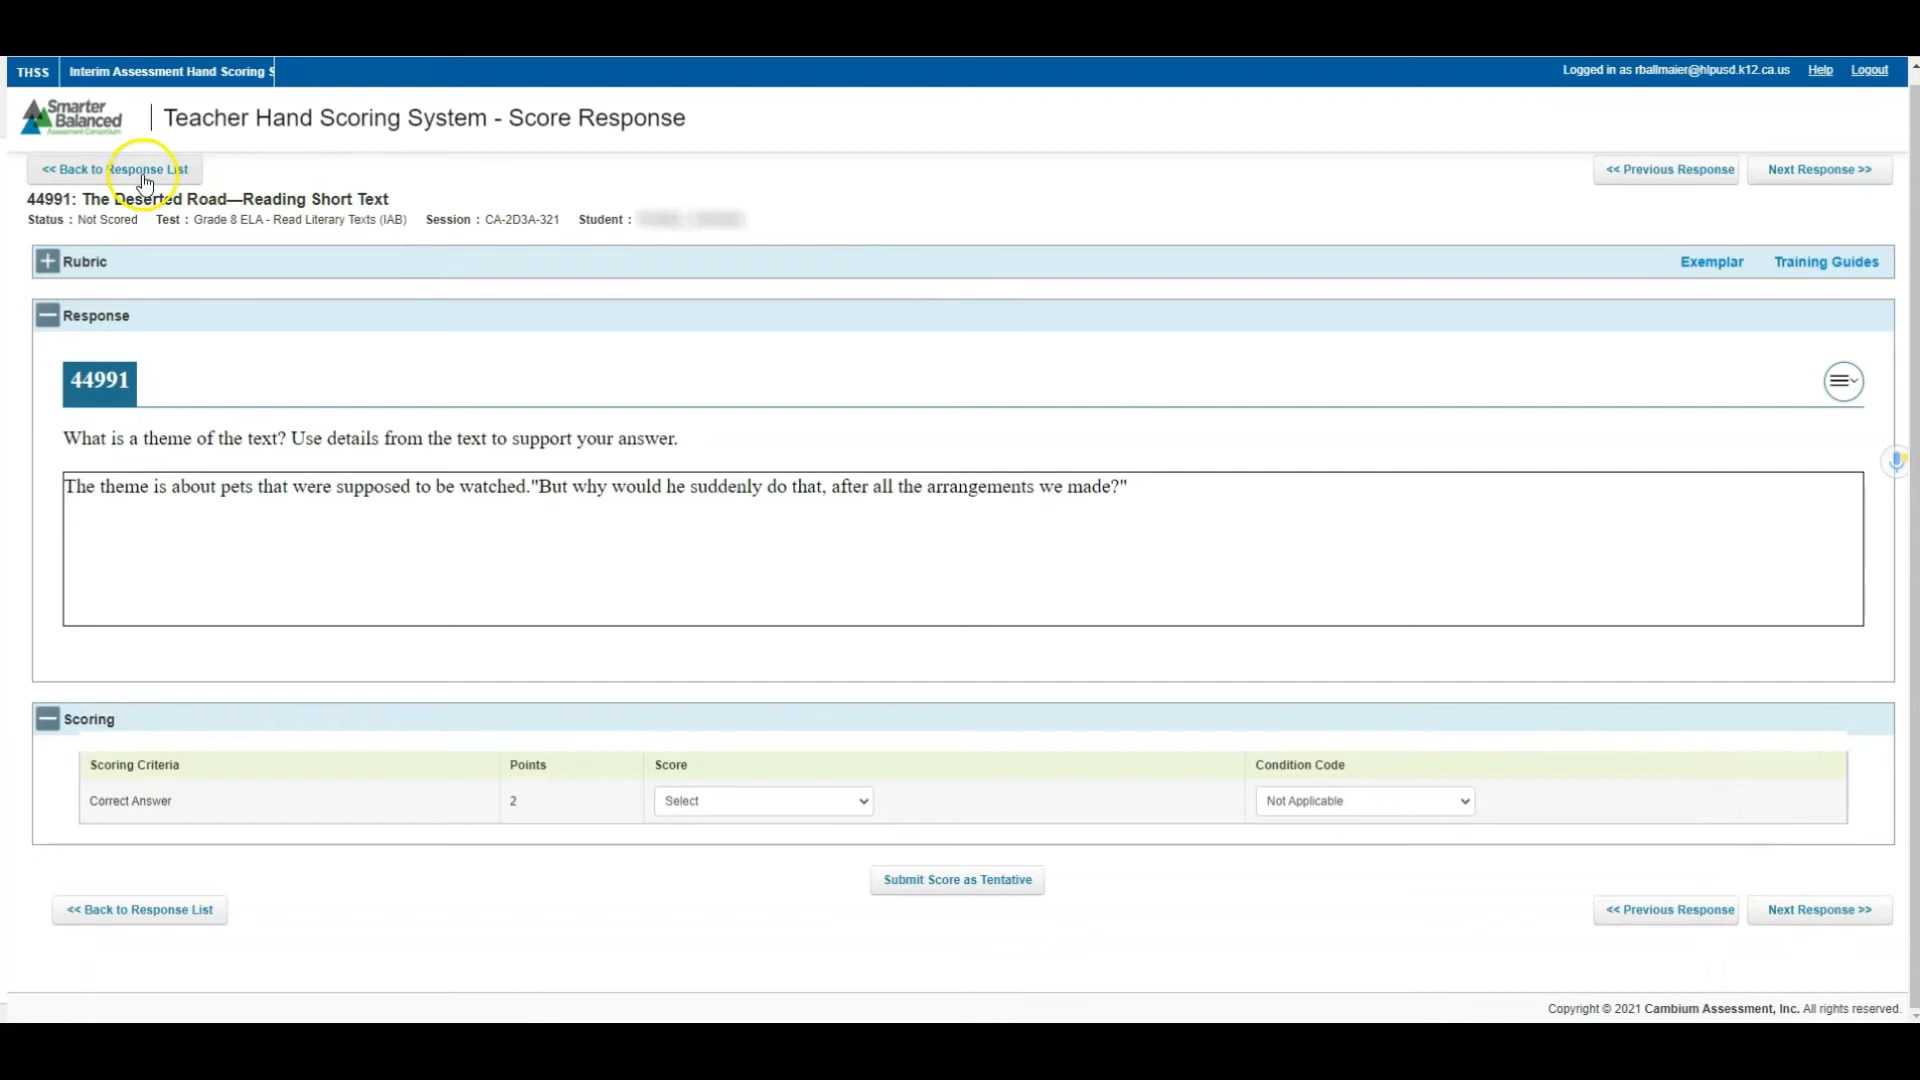 THSS Interim Assessment Hand Scoring S Logged in as rballmaier@hlpusd.k12.ca.us Help Logout
Smarter Balanced Assessment Consortium
Teacher Hand Scoring System - Score Response
<< Back to Response List << Previous Response Next Response >>
44991: The Deserted Road—Reading Short Text
Status : Not Scored Test : Grade 8 ELA - Read Literary Texts (IAB) Session : CA-2D3A-321 Student :
Rubric Exemplar Training Guides
Response
44991
What is a theme of the text? Use details from the text to support your answer.
The theme is about pets that were supposed to be watched."But why would he suddenly do that, after all the arrangements we made?"
Scoring
Scoring Criteria Points Score Condition Code
Correct Answer 2 Select Not Applicable
Submit Score as Tentative
<< Back to Response List << Previous Response Next Response >>
Copyright © 2021 Cambium Assessment, Inc. All rights reserved.